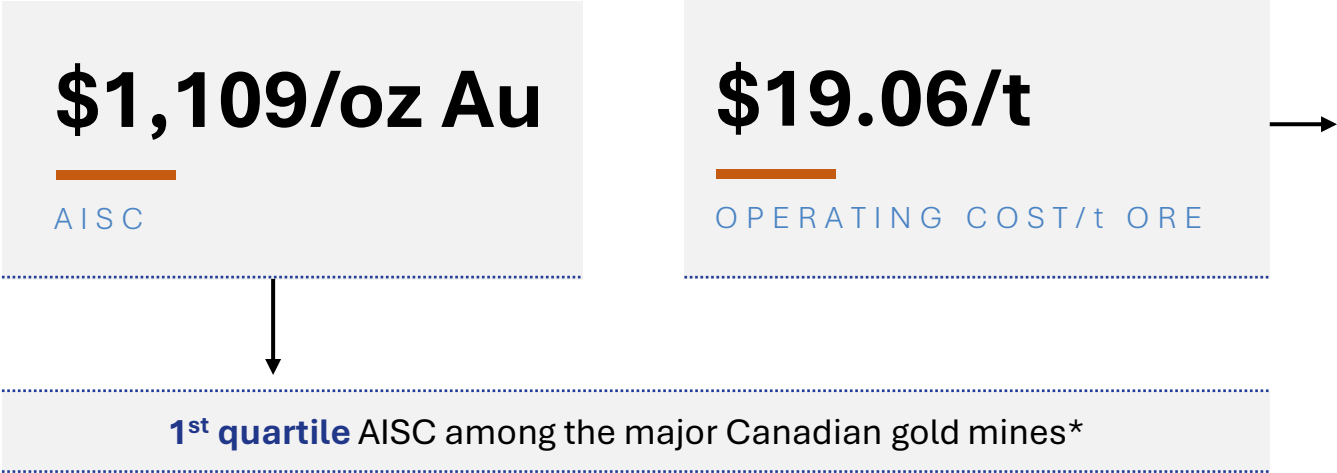 $1,109/oz Au
AISC
$19.06/t
OPERATING COST/t ORE
1st quartile AISC among the major Canadian gold mines*